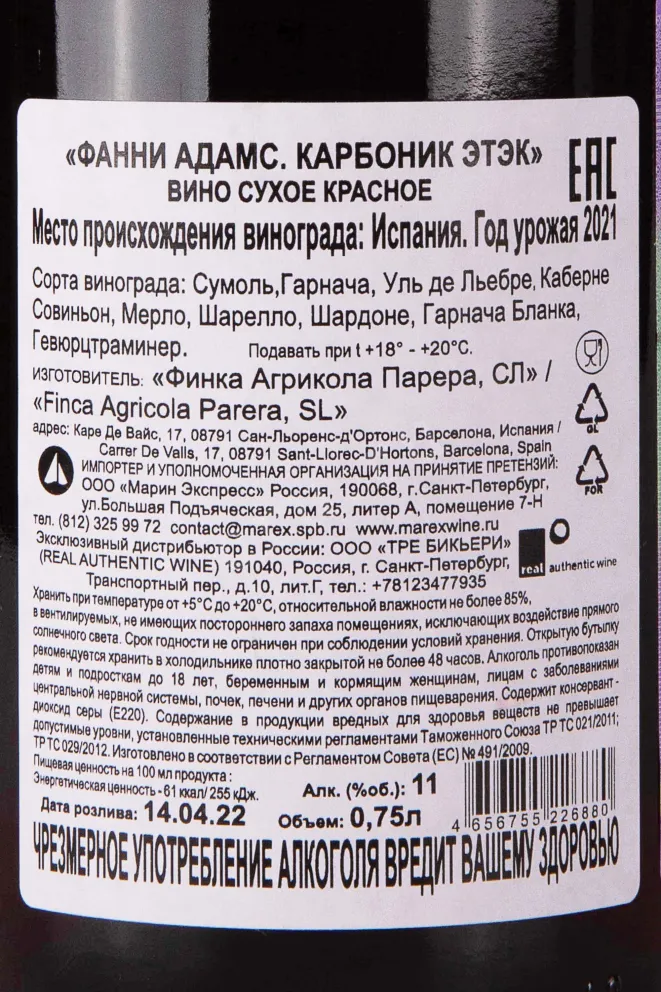 «ФАННИ АДАМС. КАРБОНИК ЭТЭК»
ВИНО СУХОЕ КРАСНОЕ
EAC
Место происхождения винограда: Испания. Год урожая 2021
Сорта винограда: Сумоль,Гарнача, Уль де Льебре, Каберне
Совиньон, Мерло, Шарелло, Шардоне, Гарнача Бланка,
Гевюрцтраминер. Подавать при t +18° - +20°С.
ИЗГОТОВИТЕЛЬ: «Финка Агрикола Парера, СЛ» /
«Finca Agricola Parera, SL»
GL
адрес: Каре Де Вайс, 17, 08791 Сан-Льоренс-д'Ортонс, Барселона, Испания /
Carrer De Valls, 17, 08791 Sant-Llorec-D'Hortons, Barcelona, Spain
ИМПОРТЕР И УПОЛНОМОЧЕННАЯ ОРГАНИЗАЦИЯ НА ПРИНЯТИЕ ПРЕТЕНЗИЙ:
ООО «Марин Экспресс» Россия, 190068, г.Санкт-Петербург,
FOR
ул.Большая Подъяческая, дом 25, литер А, помещение 7-Н
тел. (812) 325 99 72 contact@marex.spb.ru www.marexwine.ru
Эксклюзивный дистрибьютор в России: ООО «ТРЕ БИКЬЕРИ»
(REAL AUTHENTIC WINE) 191040, Россия, г. Санкт-Петербург,
real authentic wine
Транспортный пер., д.10, лит.Г, тел.: +78123477935
Хранить при температуре от +5°С до +20°С, относительной влажности не более 85%,
в вентилируемых, не имеющих постороннего запаха помещениях, исключающих воздействие прямого
солнечного света. Срок годности не ограничен при соблюдении условий хранения. Открытую бутылку
рекомендуется хранить в холодильнике плотно закрытой не более 48 часов. Алкоголь противопоказан
детям и подросткам до 18 лет, беременным и кормящим женщинам, лицам с заболеваниями
центральной нервной системы, почек, печени и других органов пищеварения. Содержит консервант -
диоксид серы (E220). Содержание в продукции вредных для здоровья веществ не превышает
допустимые уровни, установленные техническими регламентами Таможенного Союза ТР ТС 021/2011;
ТР ТС 029/2012. Изготовлено в соответствии с Регламентом Совета (ЕС) № 491/2009.
Пищевая ценность на 100 мл продукта :
Энергетическая ценность - 61 ккал/ 255 кДж.
Алк. (%об.): 11
Дата розлива: 14.04.22 Объем: 0,75л
4 656755 226880
ЧРЕЗМЕРНОЕ УПОТРЕБЛЕНИЕ АЛКОГОЛЯ ВРЕДИТ ВАШЕМУ ЗДОРОВЬЮ